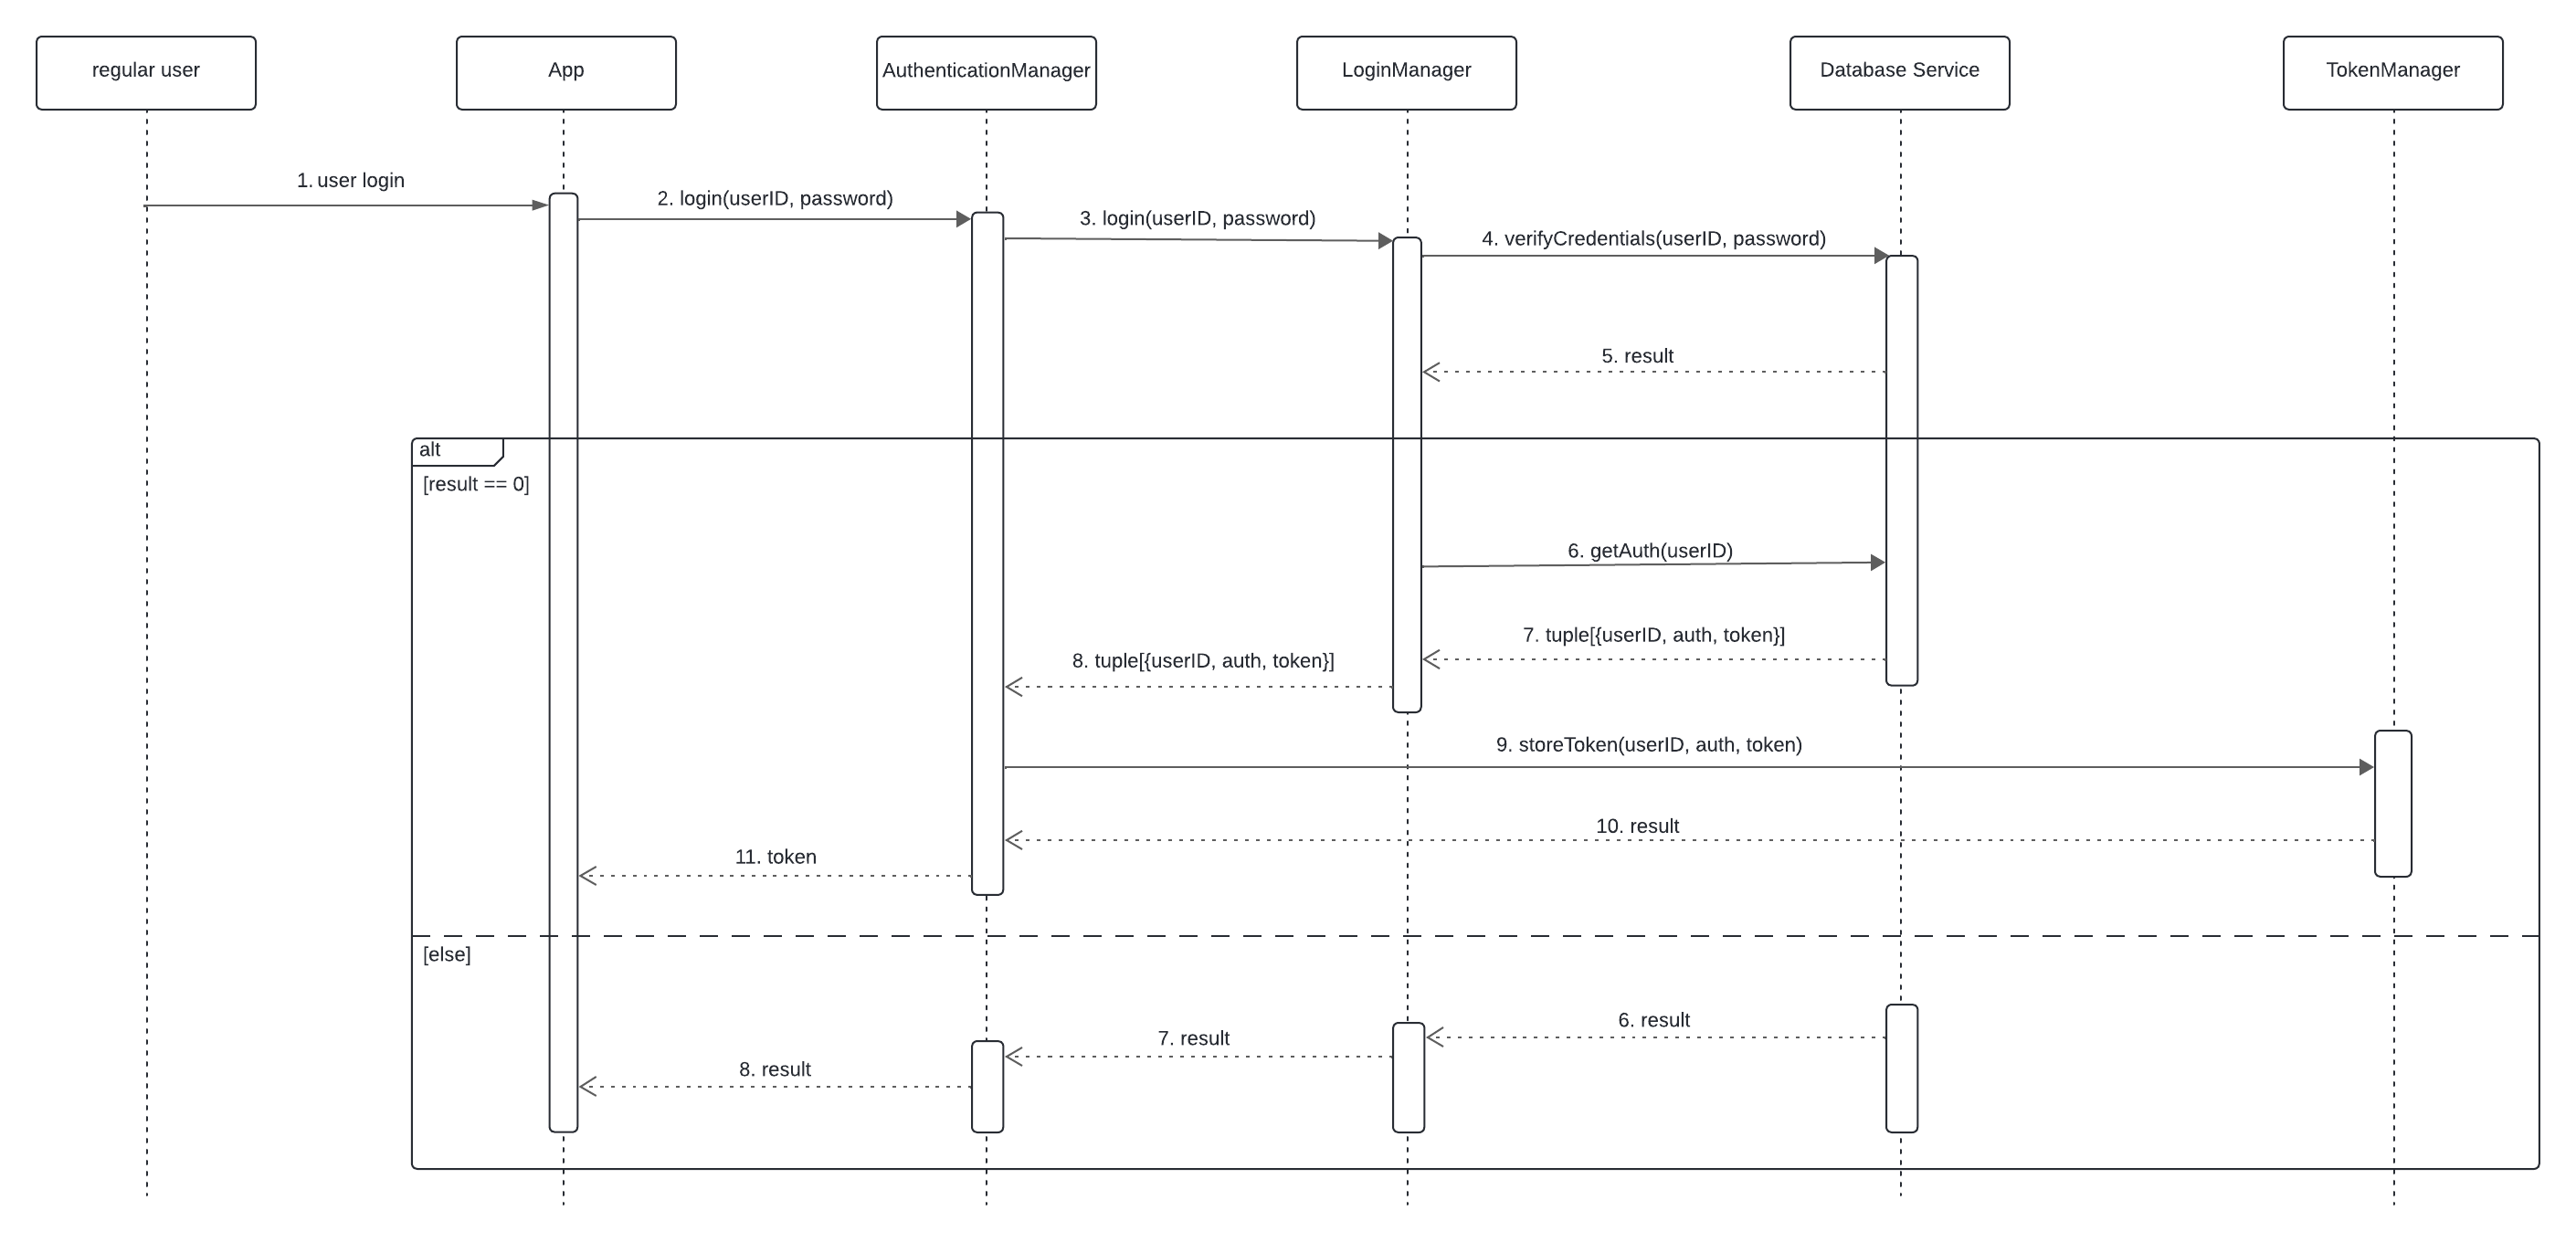 regular user
App
AuthenticationManager
LoginManager
Database Service
TokenManager
1. user login
2. login(userID, password)
3. login(userID, password)
4. verifyCredentials(userID, password)
5. result
alt
[result == 0]
6. getAuth(userID)
7. tuple[{userID, auth, token}]
8. tuple[{userID, auth, token}]
9. storeToken(userID, auth, token)
10. result
11. token
[else]
6. result
7. result
8. result